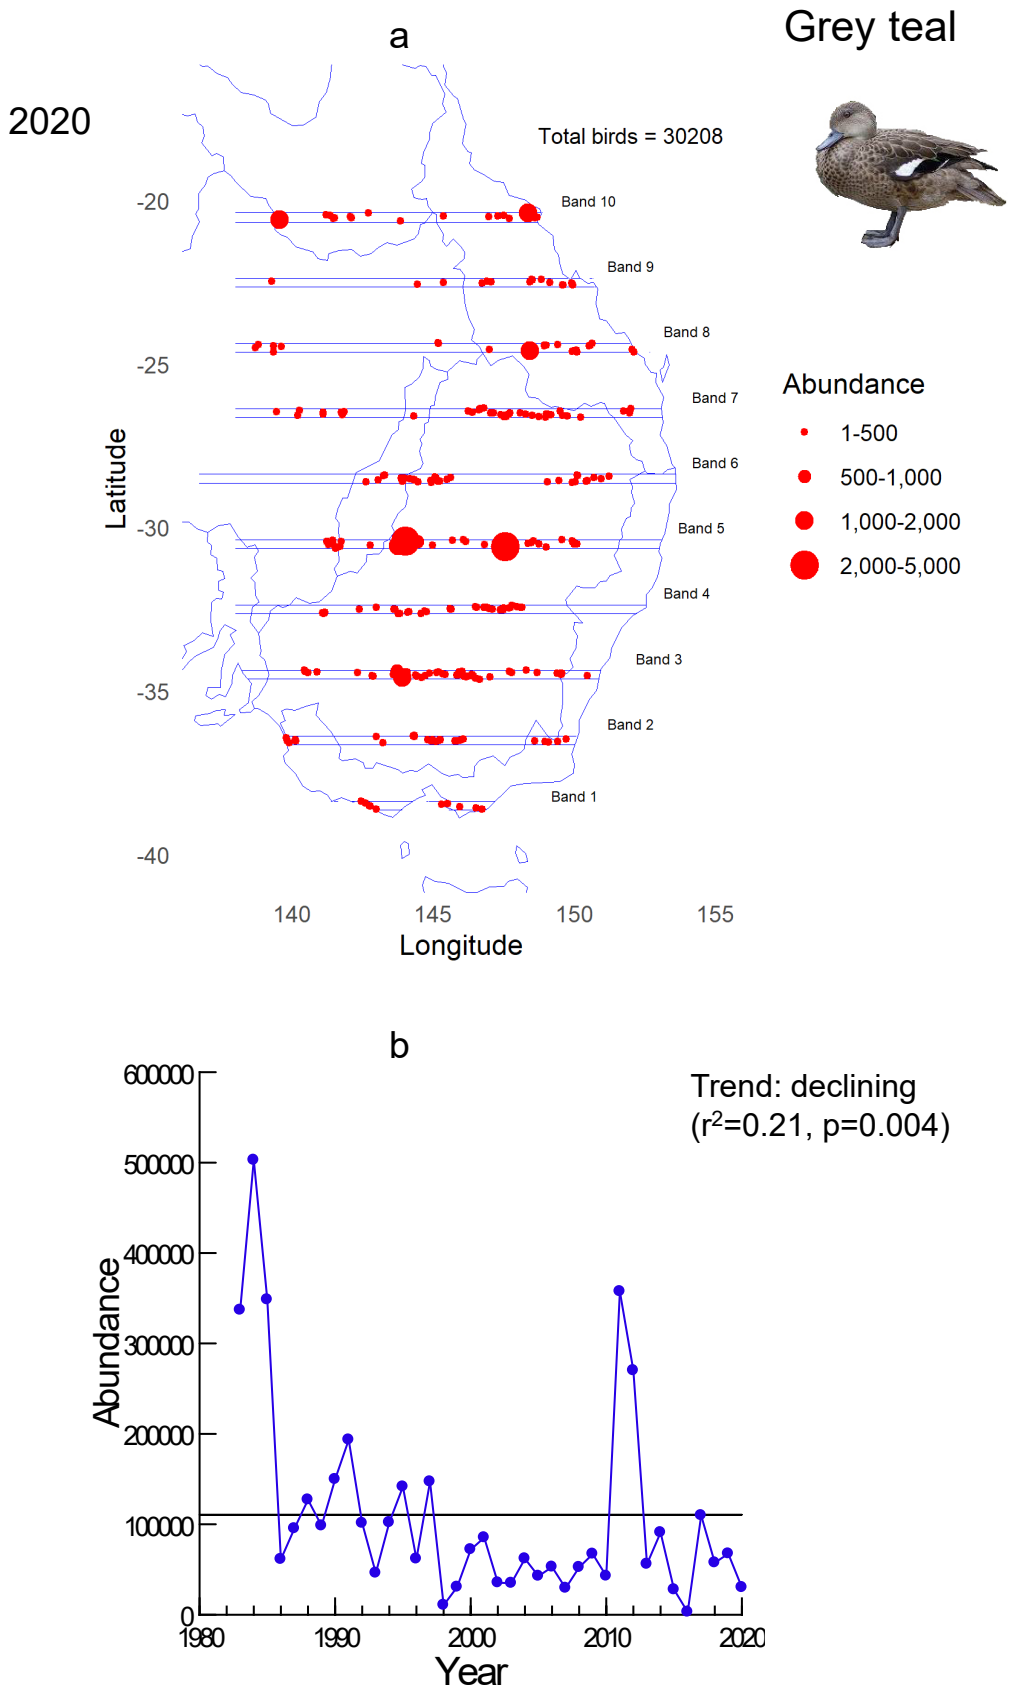 Grey teal
a
2020
Total birds = 30208
-20
Band 10
Band 9
Band 8
-25
Band 7
Band 6
-30
Band 5
Band 4
Band 3
-35
Band 2
Band 1
-40
Latitude
140 145 150 155
Longitude
Abundance
1-500
500-1,000
1,000-2,000
2,000-5,000
b
Trend: declining
(r²=0.21, p=0.004)
600000
500000
400000
300000
200000
100000
0
Abundance
1980 1990 2000 2010 2020
Year